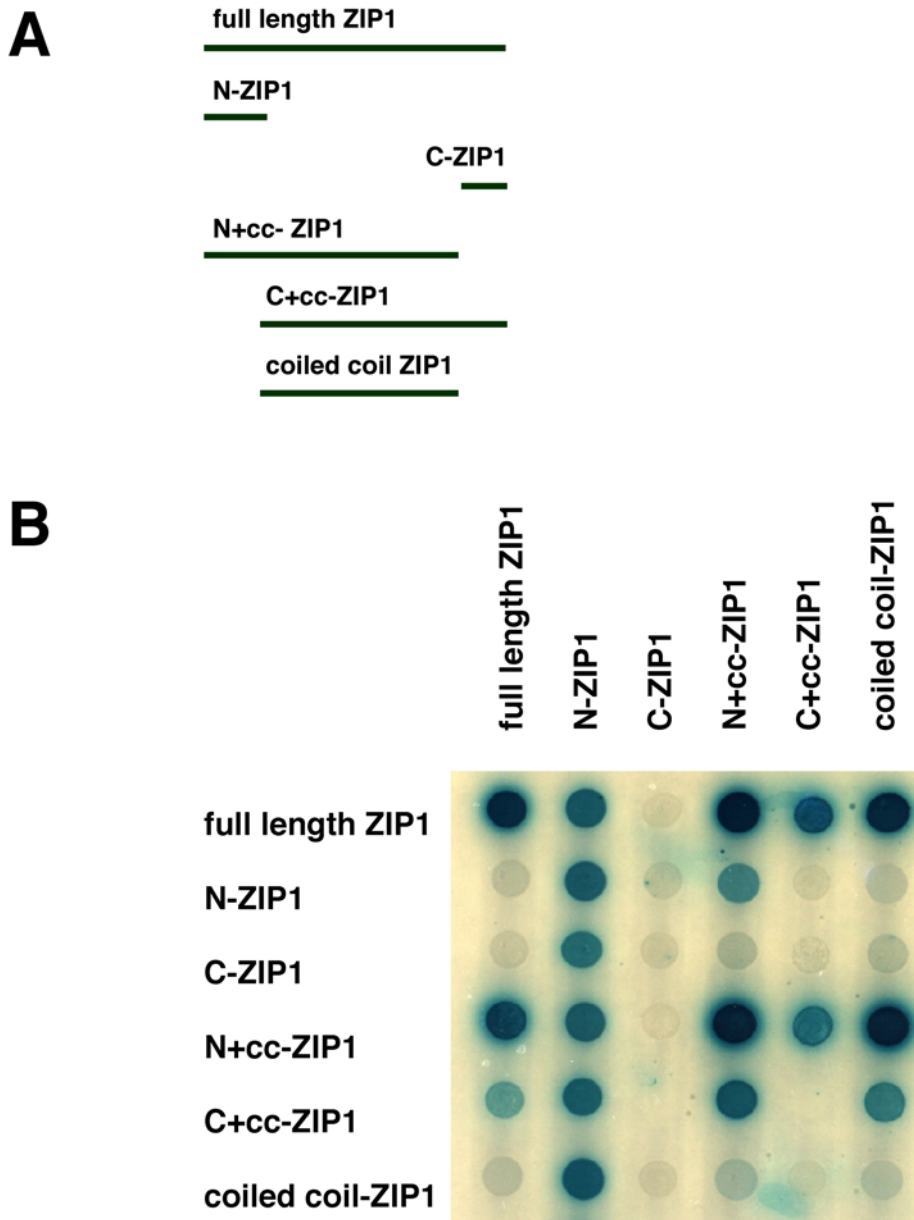 A
full length ZIP1
N-ZIP1
C-ZIP1
N+cc- ZIP1
C+cc-ZIP1
coiled coil ZIP1
B
full length ZIP1
N-ZIP1
C-ZIP1
N+cc-ZIP1
C+cc-ZIP1
coiled coil-ZIP1
full length ZIP1
N-ZIP1
C-ZIP1
N+cc-ZIP1
C+cc-ZIP1
coiled coil-ZIP1